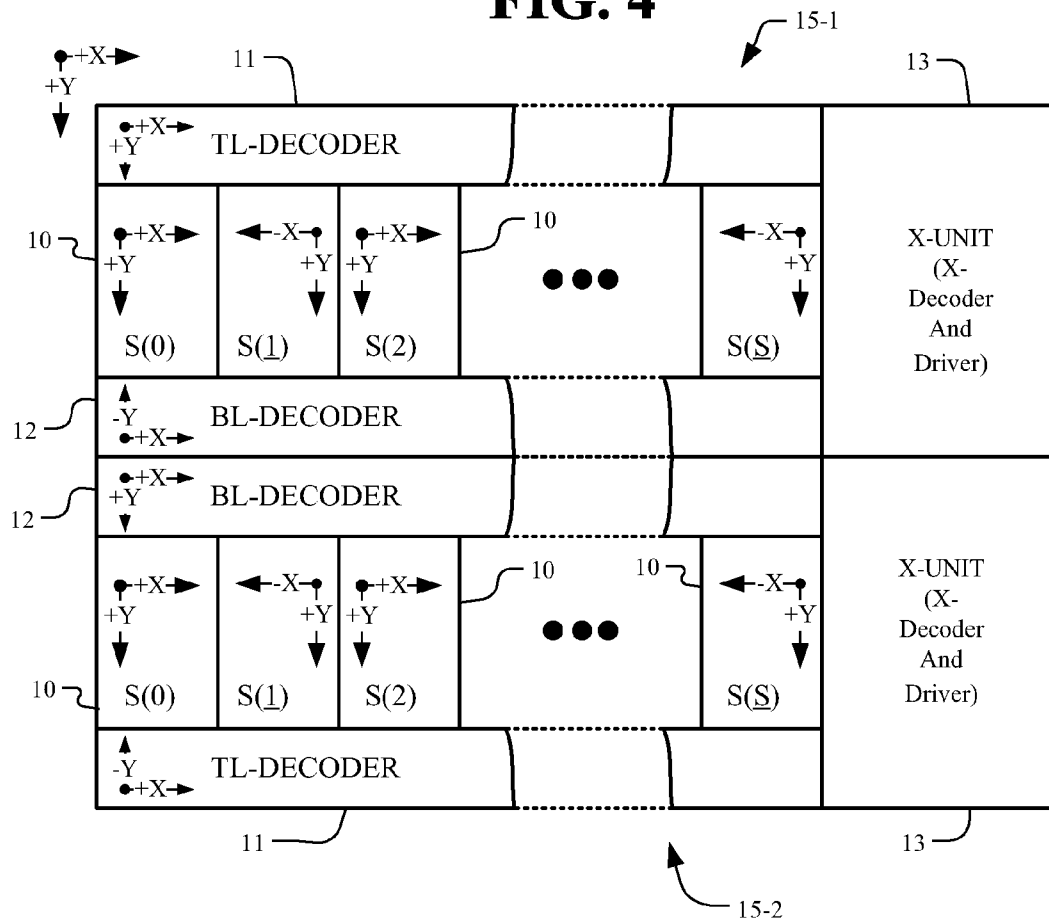 FIG. 4
15-1
+X
11
13
+Y
+X
+Y
TL-DECODER
10
+X
-X
+X
10
-X
+Y
+Y
+Y
+Y
X-UNIT
(X-
Decoder
And
Driver)
S(0)
S(1)
S(2)
S(S)
12
-Y
+X
BL-DECODER
12
+X
+Y
BL-DECODER
+X
-X
+X
10
10
-X
+Y
+Y
+Y
+Y
X-UNIT
(X-
Decoder
And
Driver)
10
S(0)
S(1)
S(2)
S(S)
-Y
+X
TL-DECODER
11
13
15-2